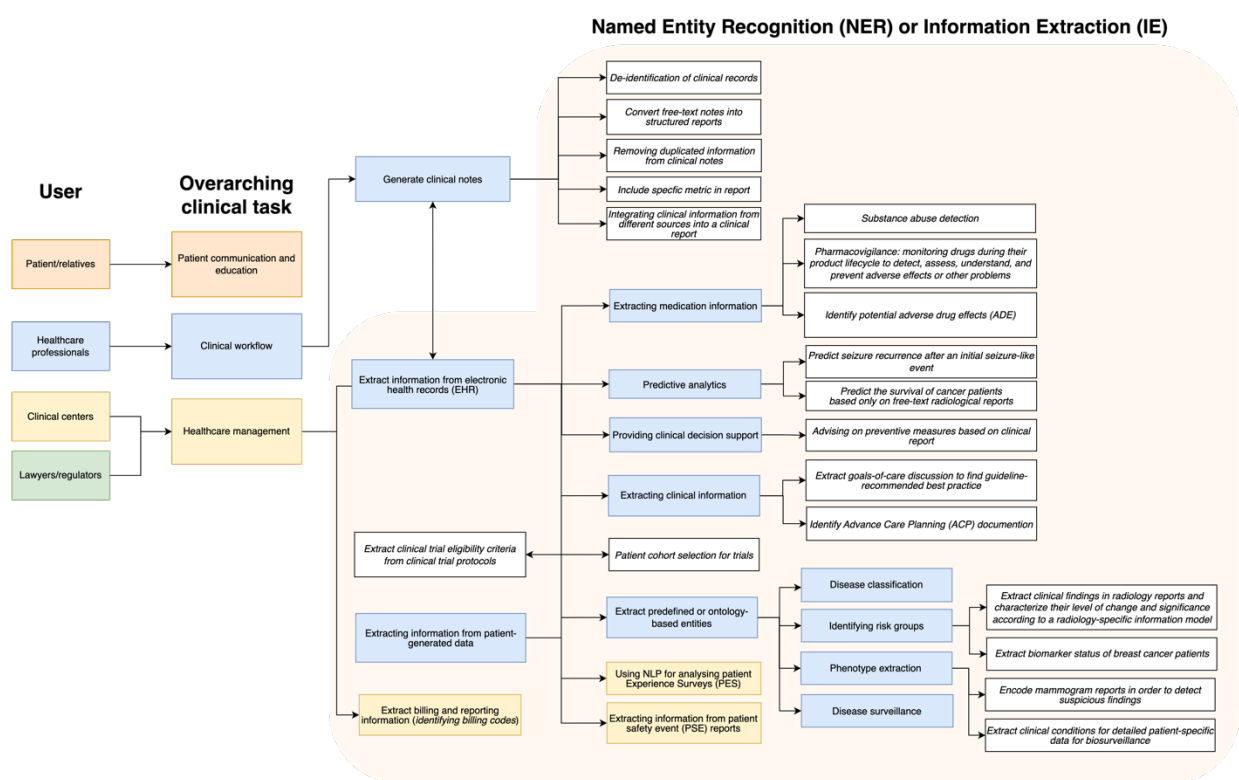 Named Entity Recognition (NER) or Information Extraction (IE)
User
Overarching
clinical task
Patient/relatives
Patient communication and
education
Healthcare
professionals
Clinical workflow
Clinical centers
Healthcare management
Lawyers/regulators
Generate clinical notes
De-identification of clinical records
Convert free-text notes into
structured reports
Removing duplicated information
from clinical notes
Include specfic metric in report
Integrating clinical information from
different sources into a clinical
report
Extract information from electronic
health records (EHR)
Extracting medication information
Substance abuse detection
Pharmacovigilance: monitoring drugs during their
product lifecycle to detect, assess, understand, and
prevent adverse effects or other problems
Identify potential adverse drug effects (ADE)
Predictive analytics
Predict seizure recurrence after an initial seizure-like
event
Predict the survival of cancer patients
based only on free-text radiological reports
Providing clinical decision support
Advising on preventive measures based on clinical
report
Extracting clinical information
Extract goals-of-care discussion to find guideline-
recommended best practice
Identify Advance Care Planning (ACP) documention
Extract clinical trial eligibility criteria
from clinical trial protocols
Patient cohort selection for trials
Extracting information from patient-
generated data
Extract predefined or ontology-
based entities
Disease classification
Identifying risk groups
Phenotype extraction
Disease surveillance
Extract clinical findings in radiology reports and
characterize their level of change and significance
according to a radiology-specific information model
Extract biomarker status of breast cancer patients
Encode mammogram reports in order to detect
suspicious findings
Extract clinical conditions for detailed patient-specific
data for biosurveillance
Using NLP for analysing patient
Experience Surveys (PES)
Extract billing and reporting
information (identifying billing codes)
Extracting information from patient
safety event (PSE) reports